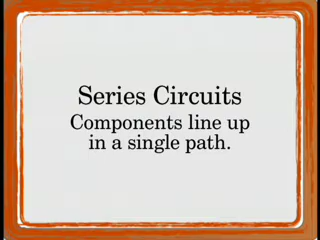 Series Circuits
Components line up
in a single path.